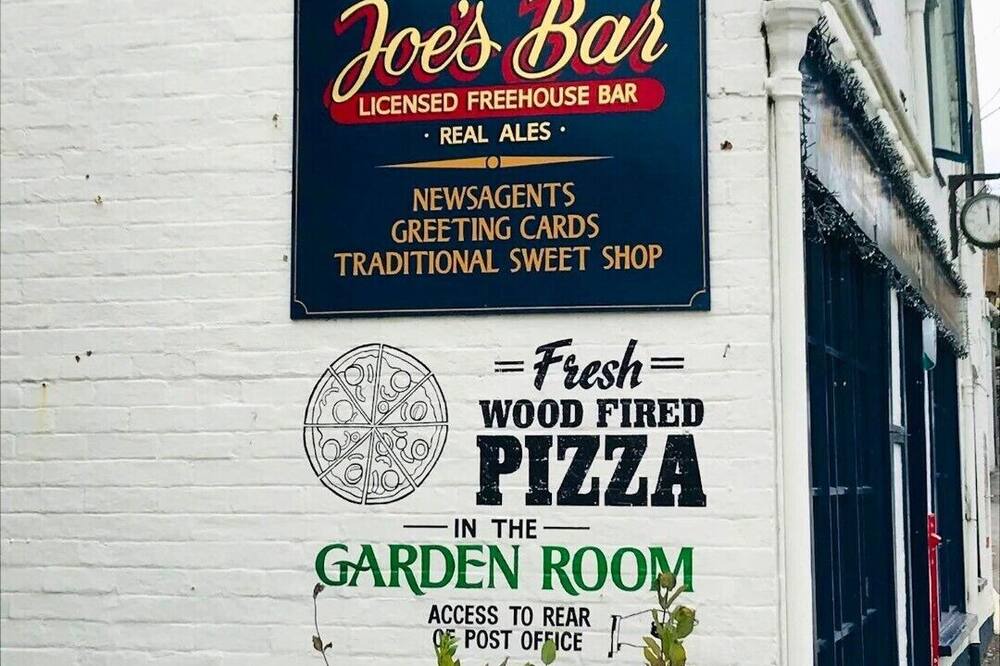 Joe's Bar
LICENSED FREEHOUSE BAR
· REAL ALES ·
NEWSAGENTS
GREETING CARDS
TRADITIONAL SWEET SHOP
Fresh
WOOD FIRED
PIZZA
IN THE
GARDEN ROOM
ACCESS TO REAR
OF POST OFFICE